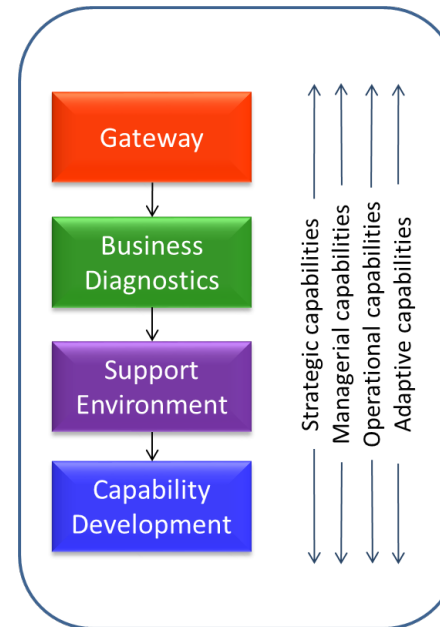 Gateway
Business
Diagnostics
Support
Environment
Capability
Development
Strategic capabilities
Managerial capabilities
Operational capabilities
Adaptive capabilities